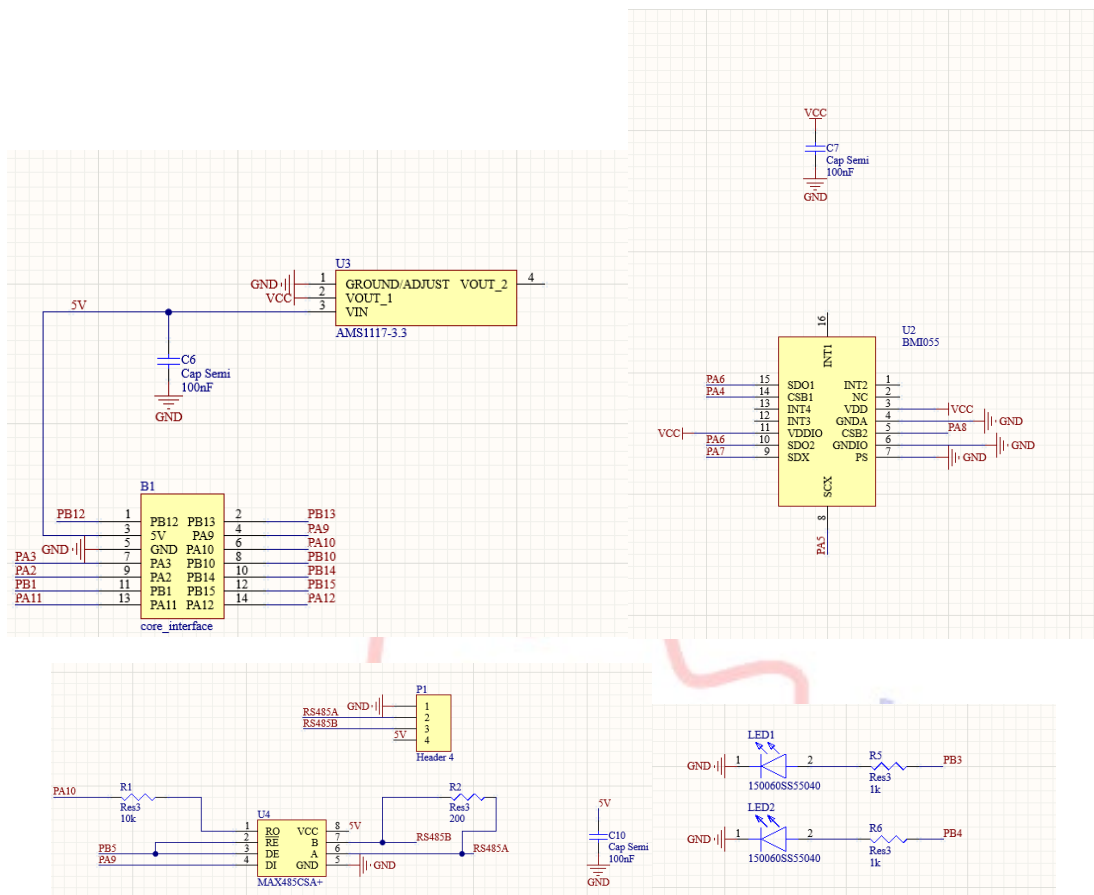 VCC
C7
Cap Semi
100nF
GND
U3
GND 1 GROUND/ADJUST VOUT_2 4
VCC 2 VOUT_1
3 VIN
AMS1117-3.3
5V
C6
Cap Semi
100nF
GND
B1
PB12 1 PB12 PB13 2 PB13
3 5V PA9 4 PA9
GND 5 GND PA10 6 PA10
PA3 7 PA3 PB10 8 PB10
PA2 9 PA2 PB14 10 PB14
PB1 11 PB1 PB15 12 PB15
PA11 13 PA11 PA12 14 PA12
core_interface
U2
BMI055
16
INT1
PA6 15 SDO1 INT2 1
PA4 14 CSB1 NC 2
13 INT4 VDD 3 VCC
12 INT3 GNDA 4 GND
VCC 11 VDDIO CSB2 5 PA8
PA6 10 SDO2 GNDIO 6 GND
PA7 9 SDX PS 7 GND
SCX
8
PA5
P1
GND 1
RS485A 2
RS485B 3
5V 4
Header 4
PA10
R1
Res3
10k
R2
Res3
200
U4
1 RO VCC 8 5V
2 RE B 7 RS485B
PB5 3 DE A 6 RS485A
PA9 4 DI GND 5 GND
MAX485CSA+
5V
C10
Cap Semi
100nF
GND
LED1
GND 1 2
150060SS55040
R5
Res3
1k
PB3
LED2
GND 1 2
150060SS55040
R6
Res3
1k
PB4